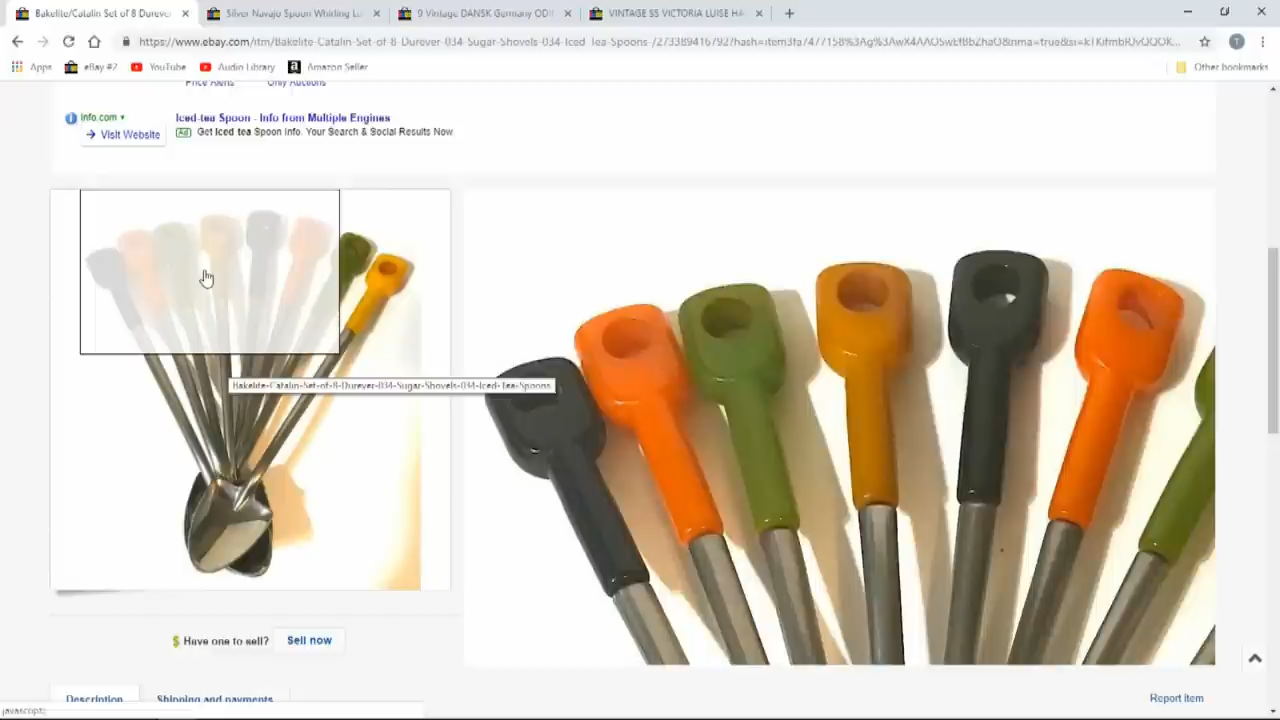 Bakelite/Catalin Set of 8 Durever
Silver Navajo Spoon Whirling Lo
9 Vintage DANSK Germany ODI
VINTAGE SS VICTORIA LUISE HA
Apps
eBay #2
YouTube
Audio Library
Amazon Seller
Other bookmarks
Price Alerts
Only Auctions
info.com
Visit Website
Iced-tea Spoon - Info from Multiple Engines
Ad Get Iced tea Spoon Info. Your Search & Social Results Now
Bakelite-Catalin-Set-of-8-Durever-034-Sugar-Shovels-034-Iced-Tea-Spoons
$ Have one to sell?
Sell now
Description
Shipping and payments
Report item
javascript: